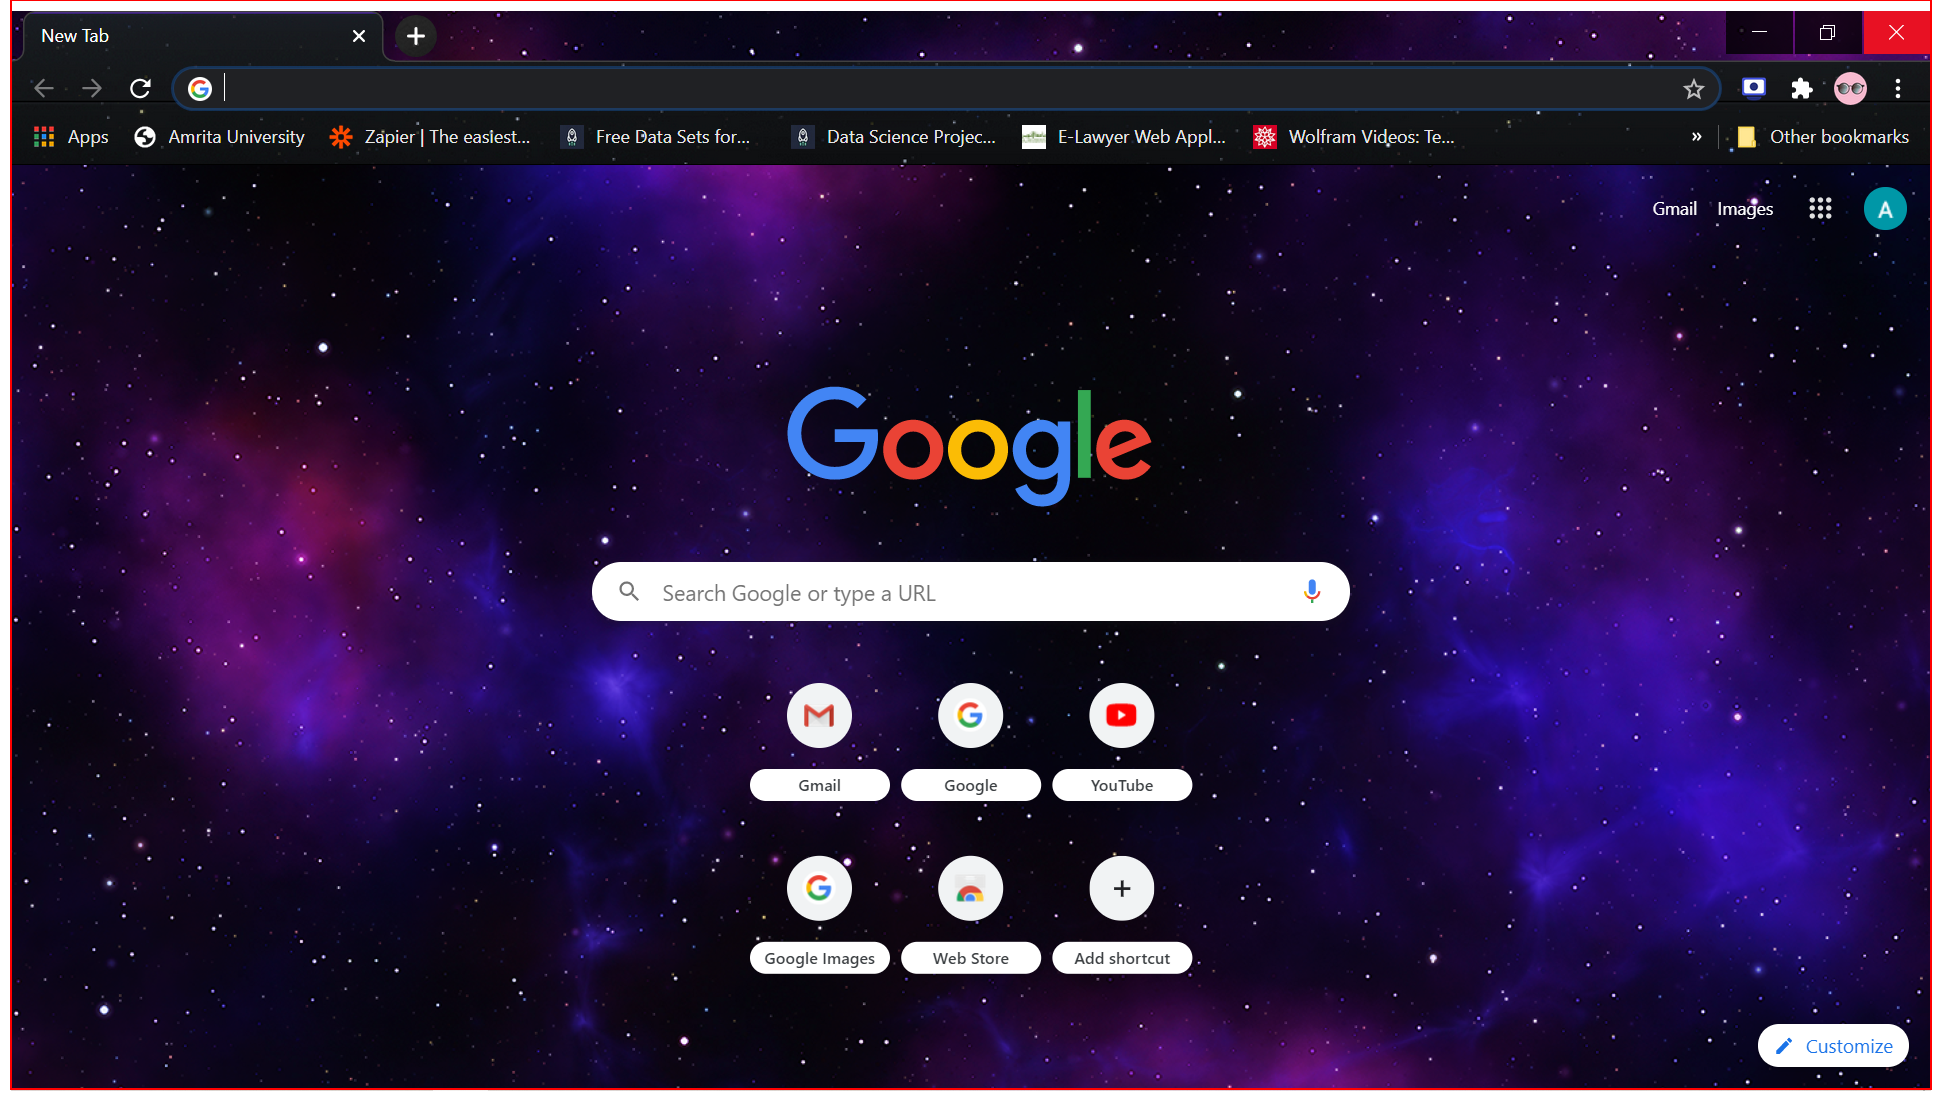 New Tab
Apps Amrita University Zapier | The easiest... Free Data Sets for... Data Science Projec... E-Lawyer Web Appl... Wolfram Videos: Te... » Other bookmarks
Gmail Images A
Google
Search Google or type a URL
Gmail Google YouTube
Google Images Web Store Add shortcut
Customize